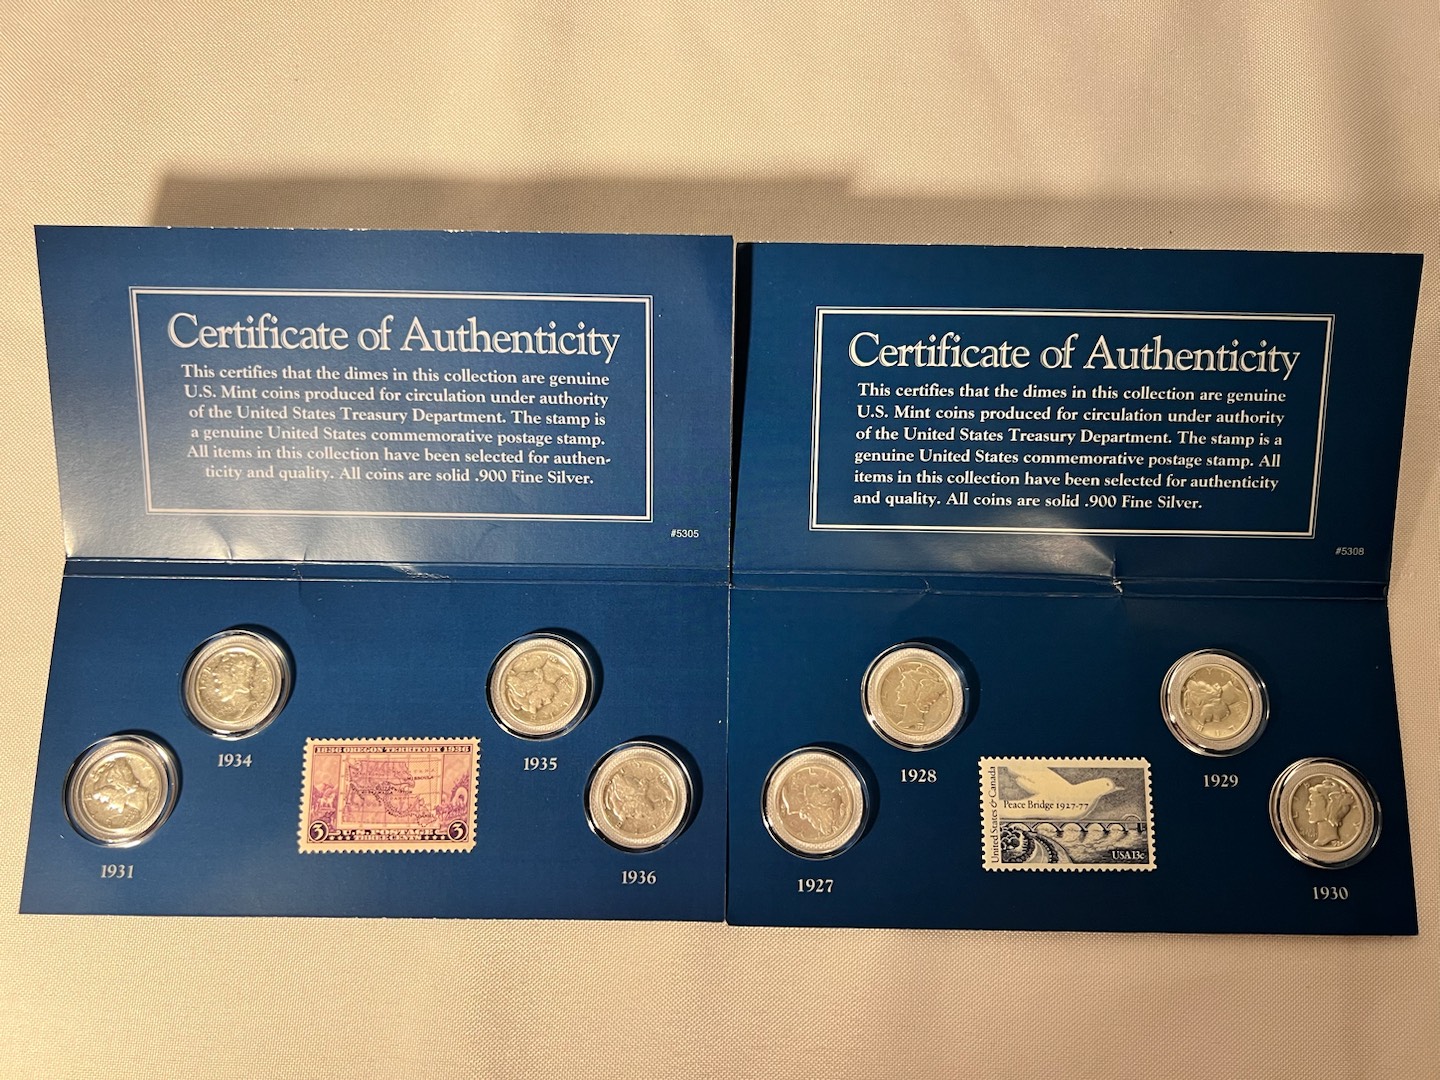 Certificate of Authenticity
This certifies that the dimes in this collection are genuine
U.S. Mint coins produced for circulation under authority
of the United States Treasury Department. The stamp is
a genuine United States commemorative postage stamp.
All items in this collection have been selected for authen-
ticity and quality. All coins are solid .900 Fine Silver.
#5305
1934
1935
1931
1936
1836 OREGON TERRITORY 1936
3 U.S. POSTAGE 3
THREE CENTS
Certificate of Authenticity
This certifies that the dimes in this collection are genuine
U.S. Mint coins produced for circulation under authority
of the United States Treasury Department. The stamp is a
genuine United States commemorative postage stamp. All
items in this collection have been selected for authenticity
and quality. All coins are solid .900 Fine Silver.
#5308
1928
1929
1927
1930
United States & Canada
Peace Bridge 1927-77
USA 13c